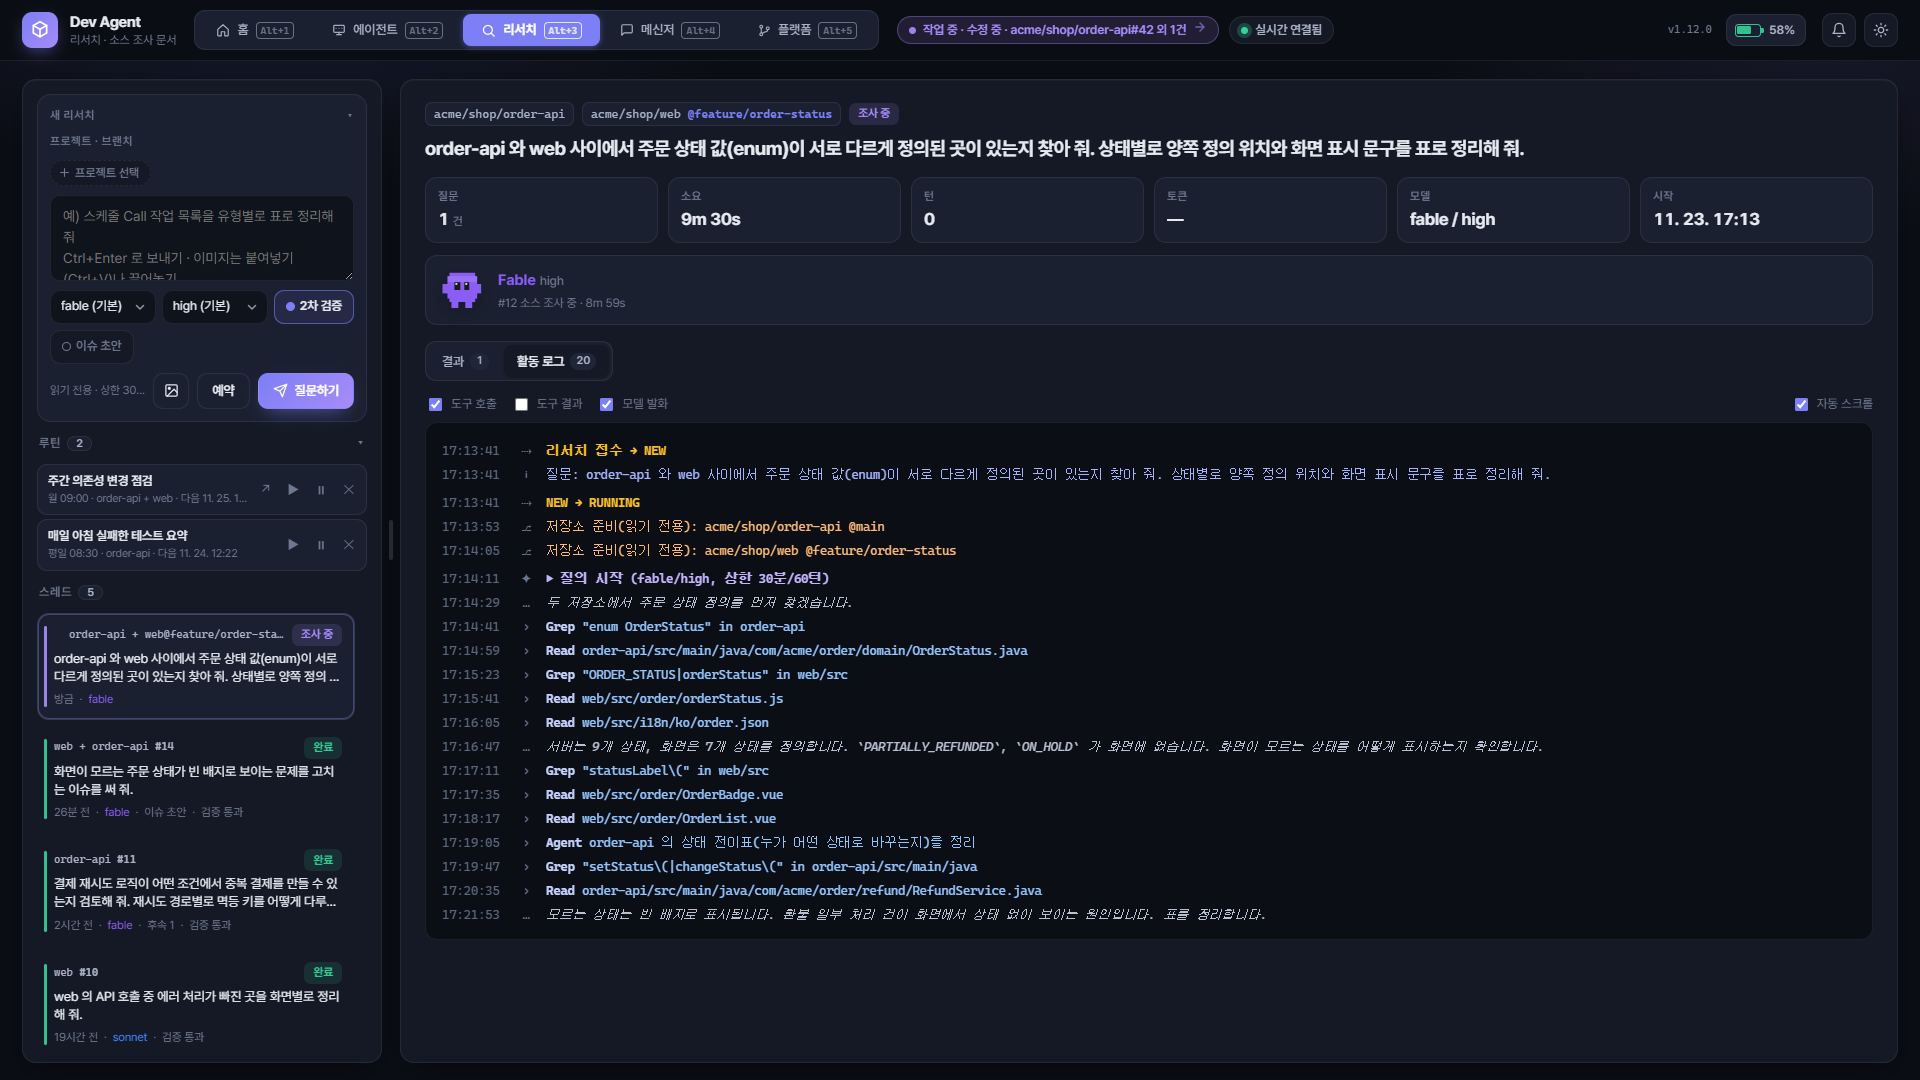 Dev Agent
리서치 · 소스 조사 문서
홈 Alt+1
에이전트 Alt+2
리서치 Alt+3
메신저 Alt+4
플랫폼 Alt+5
작업 중 · 수정 중 · acme/shop/order-api#42 외 1건 →
실시간 연결됨
v1.12.0
58%
새 리서치
프로젝트 · 브랜치
+ 프로젝트 선택
예) 스케줄 Call 작업 목록을 유형별로 표로 정리해
줘
Ctrl+Enter 로 보내기 · 이미지는 붙여넣기
(Ctrl+V)나 끌어놓기
fable (기본)
high (기본)
2차 검증
이슈 초안
읽기 전용 · 상한 30...
예약
질문하기
루틴 2
주간 의존성 변경 점검
월 09:00 · order-api + web · 다음 11. 25. 1...
매일 아침 실패한 테스트 요약
평일 08:30 · order-api · 다음 11. 24. 12:22
스레드 5
order-api + web@feature/order-sta… 조사 중
order-api 와 web 사이에서 주문 상태 값(enum)이 서로
다르게 정의된 곳이 있는지 찾아 줘. 상태별로 양쪽 정의 ...
방금 · fable
web + order-api #14 완료
화면이 모르는 주문 상태가 빈 배지로 보이는 문제를 고치
는 이슈를 써 줘.
26분 전 · fable · 이슈 초안 · 검증 통과
order-api #11 완료
결제 재시도 로직이 어떤 조건에서 중복 결제를 만들 수 있
는지 검토해 줘. 재시도 경로별로 멱등 키를 어떻게 다루...
2시간 전 · fable · 후속 1 · 검증 통과
web #10 완료
web 의 API 호출 중 에러 처리가 빠진 곳을 화면별로 정리
해 줘.
19시간 전 · sonnet · 검증 통과
acme/shop/order-api
acme/shop/web @feature/order-status
조사 중
order-api 와 web 사이에서 주문 상태 값(enum)이 서로 다르게 정의된 곳이 있는지 찾아 줘. 상태별로 양쪽 정의 위치와 화면 표시 문구를 표로 정리해 줘.
질문
1 건
소요
9m 30s
턴
0
토큰
—
모델
fable / high
시작
11. 23. 17:13
Fable high
#12 소스 조사 중 · 8m 59s
결과 1
활동 로그 20
도구 호출
도구 결과
모델 발화
자동 스크롤
17:13:41 → 리서치 접수 → NEW
17:13:41 i 질문: order-api 와 web 사이에서 주문 상태 값(enum)이 서로 다르게 정의된 곳이 있는지 찾아 줘. 상태별로 양쪽 정의 위치와 화면 표시 문구를 표로 정리해 줘.
17:13:41 → NEW → RUNNING
17:13:53 저장소 준비(읽기 전용): acme/shop/order-api @main
17:14:05 저장소 준비(읽기 전용): acme/shop/web @feature/order-status
17:14:11 ✦ ▶ 질의 시작 (fable/high, 상한 30분/60턴)
17:14:29 … 두 저장소에서 주문 상태 정의를 먼저 찾겠습니다.
17:14:41 › Grep "enum OrderStatus" in order-api
17:14:59 › Read order-api/src/main/java/com/acme/order/domain/OrderStatus.java
17:15:23 › Grep "ORDER_STATUS|orderStatus" in web/src
17:15:41 › Read web/src/order/orderStatus.js
17:16:05 › Read web/src/i18n/ko/order.json
17:16:47 … 서버는 9개 상태, 화면은 7개 상태를 정의합니다. `PARTIALLY_REFUNDED`, `ON_HOLD` 가 화면에 없습니다. 화면이 모르는 상태를 어떻게 표시하는지 확인합니다.
17:17:11 › Grep "statusLabel\(" in web/src
17:17:35 › Read web/src/order/OrderBadge.vue
17:18:17 › Read web/src/order/OrderList.vue
17:19:05 › Agent order-api 의 상태 전이표(누가 어떤 상태로 바꾸는지)를 정리
17:19:47 › Grep "setStatus\(|changeStatus\(" in order-api/src/main/java
17:20:35 › Read order-api/src/main/java/com/acme/order/refund/RefundService.java
17:21:53 … 모르는 상태는 빈 배지로 표시됩니다. 환불 일부 처리 건이 화면에서 상태 없이 보이는 원인입니다. 표를 정리합니다.